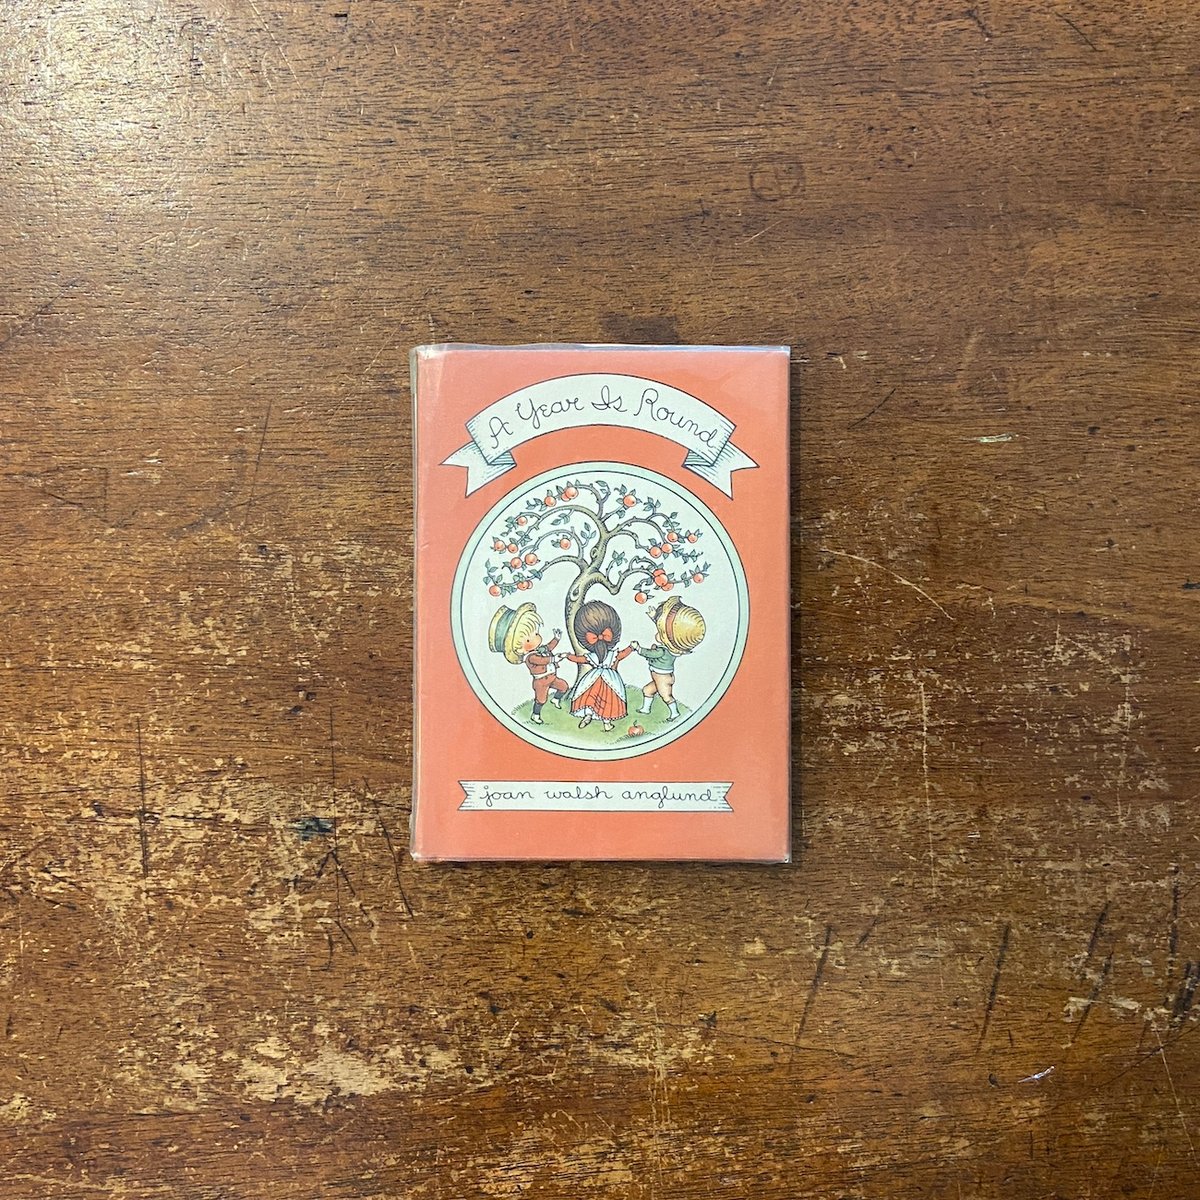 A Year Is Round
joan walsh anglund